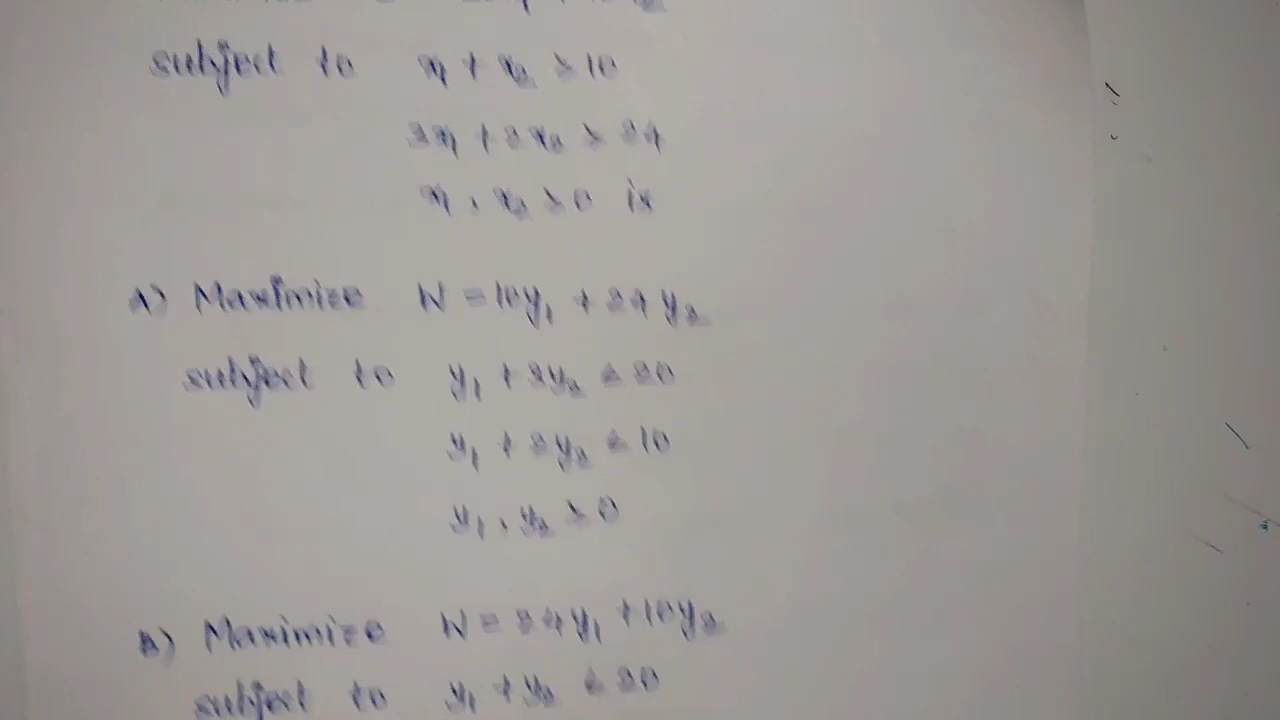 subject to x₁ + x₂ ≥ 10
3x₁ + 2x₂ ≥ 24
x₁, x₂ ≥ 0 is
A) Maximize W = 10y₁ + 24y₂
subject to y₁ + 3y₂ ≤ 20
y₁ + 2y₂ ≤ 10
y₁, y₂ ≥ 0
B) Maximize W = 24y₁ + 10y₂
subject to y₁ + y₂ ≤ 20